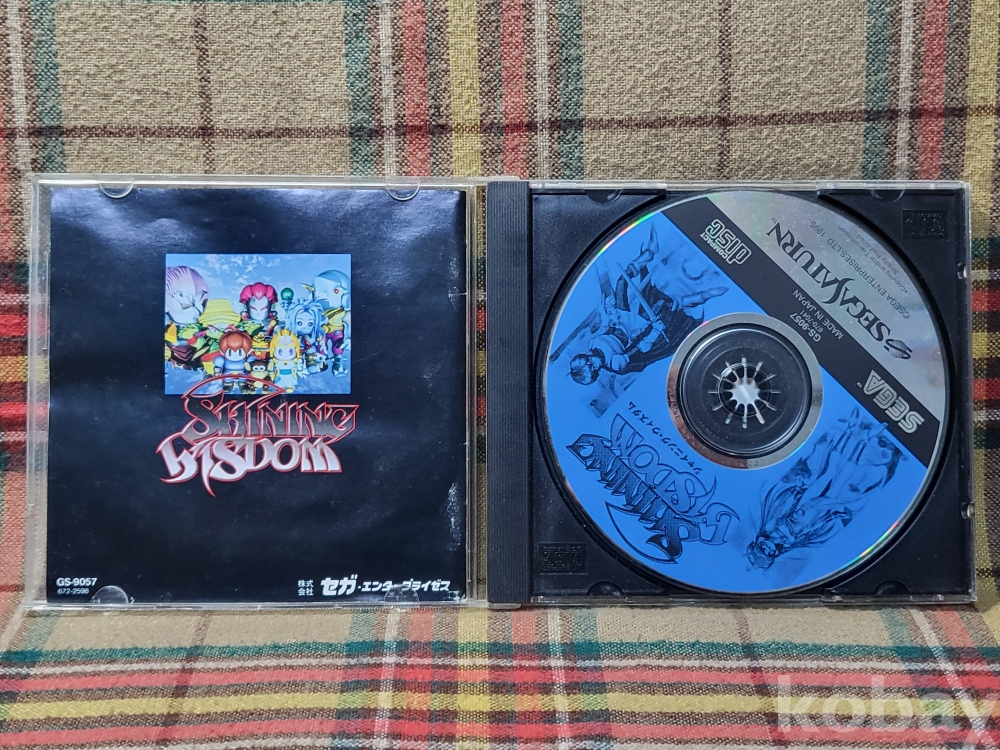 SHINING
WISDOM
GS-9057
672-2598
株式
会社
セガ・エンタープライゼス
COMPACT
DISC
SEGA SATURN
©SEGA ENTERPRISES,LTD. 1995
MADE IN JAPAN
GS-9057
SEGA™
シャイニング・ウィズダム
SHINING
WISDOM
kobax